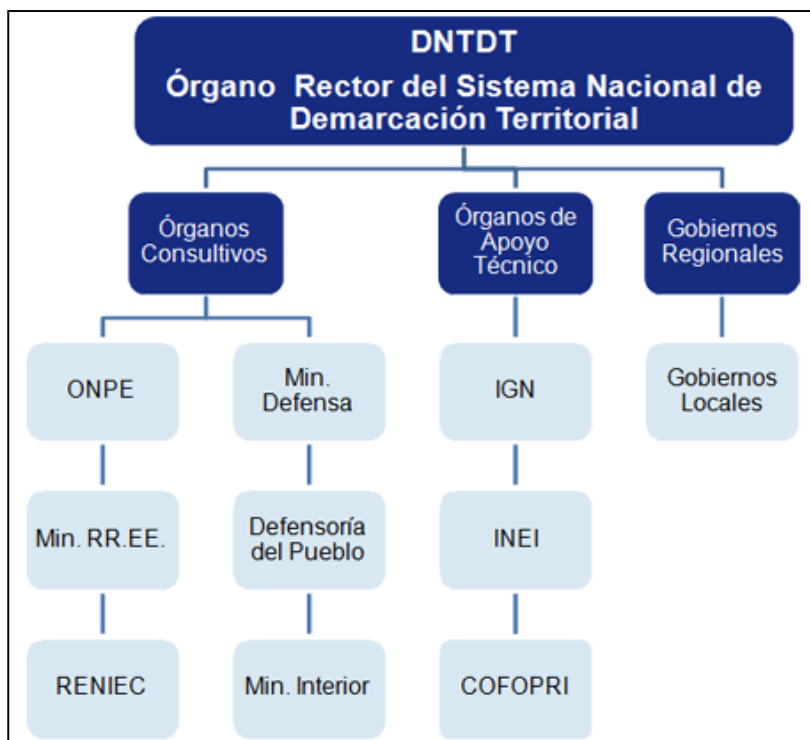 DNTDT
Órgano Rector del Sistema Nacional de
Demarcación Territorial
Órganos
Consultivos
Órganos de
Apoyo
Técnico
Gobiernos
Regionales
ONPE
Min.
Defensa
IGN
Gobiernos
Locales
Min. RR.EE.
Defensoría
del Pueblo
INEI
RENIEC
Min. Interior
COFOPRI